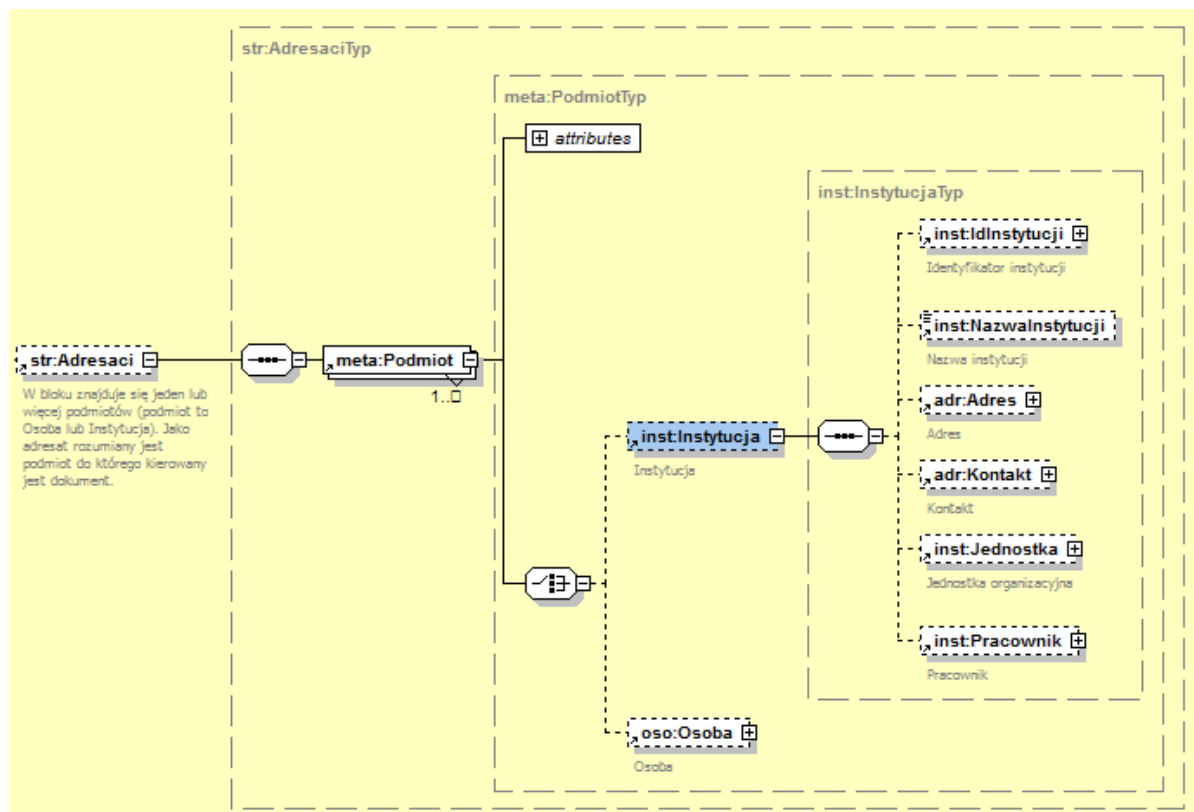 str:AdresaciTyp
meta:PodmiotTyp
attributes
inst:InstytucjaTyp
inst:IdInstytucji
Identyfikator instytucji
inst:NazwaInstytucji
Nazwa instytucji
str:Adresaci
W bloku znajduje się jeden lub
więcej podmiotów (podmiot to
Osoba lub Instytucja). Jako
adresat rozumiany jest
podmiot do którego kierowany
jest dokument.
meta:Podmiot
1..□
adr:Adres
Adres
inst:Instytucja
Instytucja
adr:Kontakt
Kontakt
inst:Jednostka
Jednostka organizacyjna
inst:Pracownik
Pracownik
oso:Osoba
Osoba